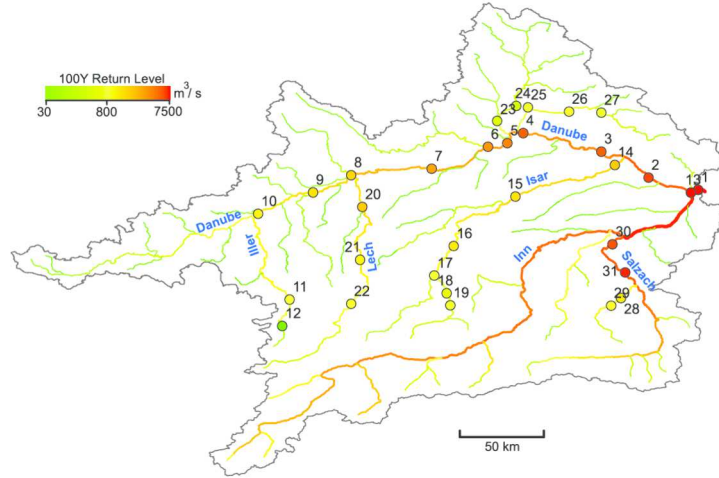 100Y Return Level
m³/s
30 800 7500
24 25
26 27
23
4
Danube
6 5
3
14
7
8
2
13 1
9
Isar
15
20
10
Danube
Iller
16
30
Inn
21
Lech
17
Salzach
31
18
11
22
19
29
28
12
50 km